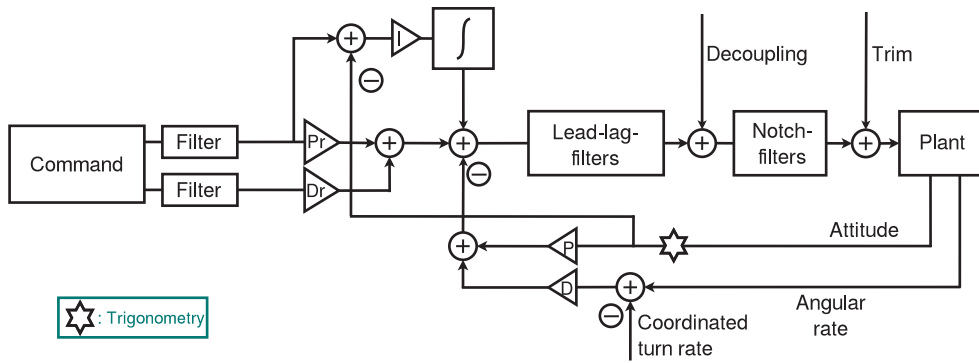 Decoupling
Trim
Command
Filter
Filter
I
∫
Pr
Dr
+
+
+
+
+
+
+
−
−
−
Lead-lag-
filters
Notch-
filters
Plant
P
Attitude
D
Angular
rate
Coordinated
turn rate
: Trigonometry